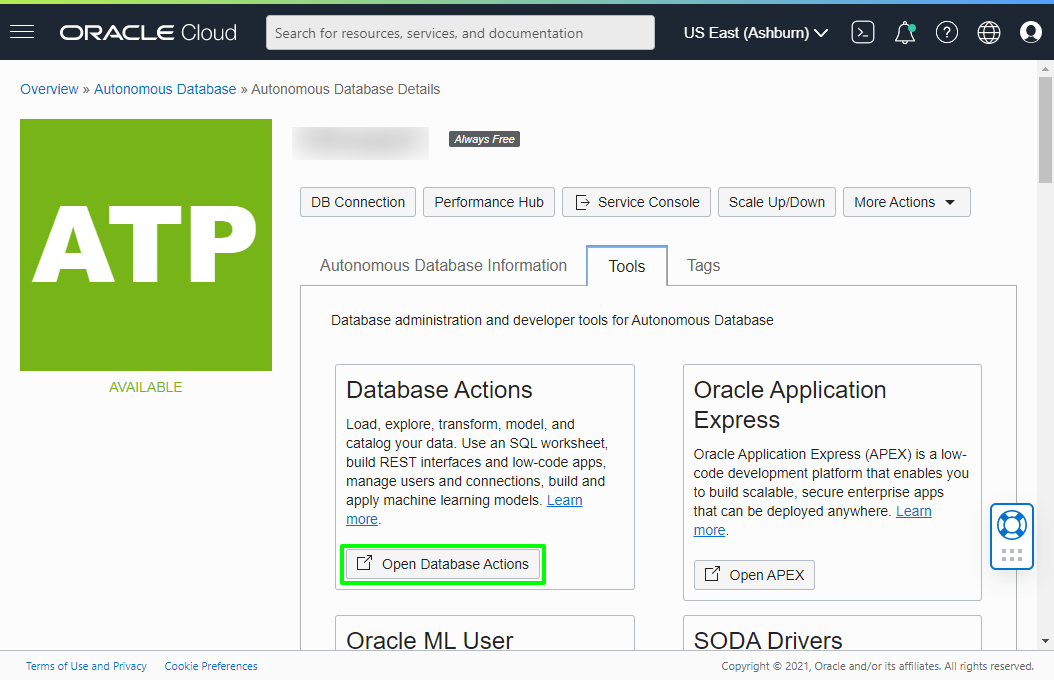 ORACLE Cloud
Search for resources, services, and documentation
US East (Ashburn)
Overview » Autonomous Database » Autonomous Database Details
ATP
AVAILABLE
Always Free
DB Connection
Performance Hub
Service Console
Scale Up/Down
More Actions
Autonomous Database Information
Tools
Tags
Database administration and developer tools for Autonomous Database
Database Actions
Load, explore, transform, model, and
catalog your data. Use an SQL worksheet,
build REST interfaces and low-code apps,
manage users and connections, build and
apply machine learning models. Learn
more.
Open Database Actions
Oracle Application
Express
Oracle Application Express (APEX) is a low-
code development platform that enables you
to build scalable, secure enterprise apps
that can be deployed anywhere. Learn
more.
Open APEX
Oracle ML User
SODA Drivers
Terms of Use and Privacy
Cookie Preferences
Copyright © 2021, Oracle and/or its affiliates. All rights reserved.